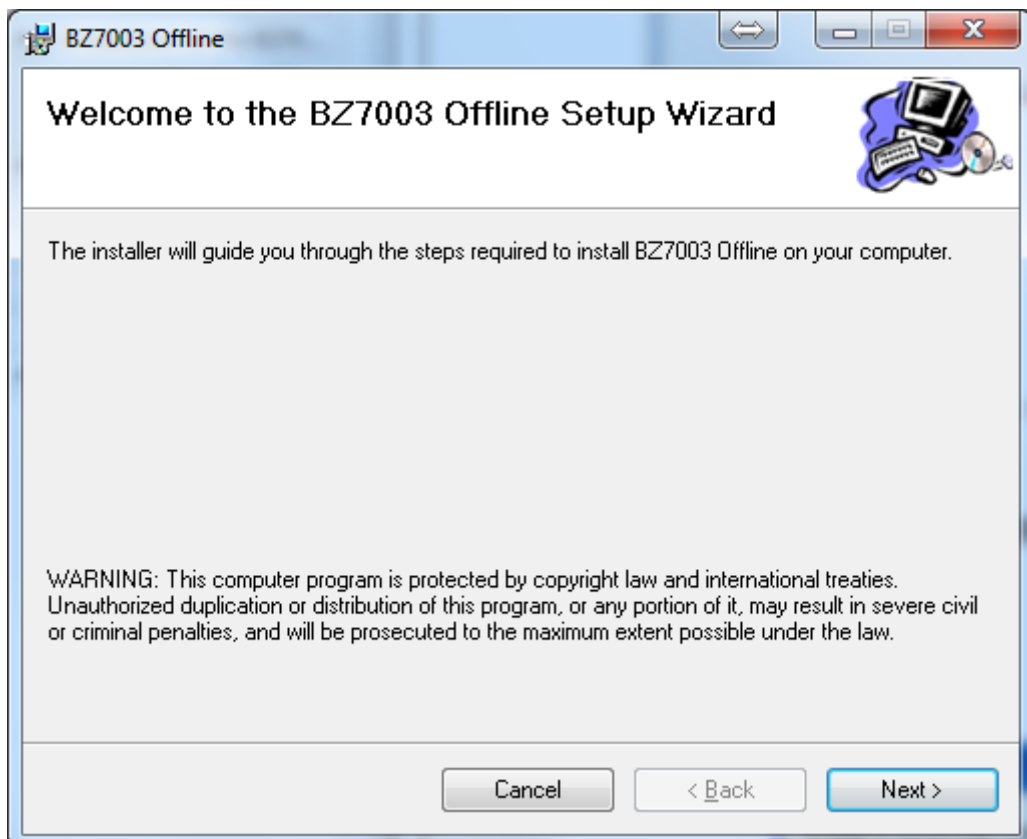 BZ7003 Offline
Welcome to the BZ7003 Offline Setup Wizard
The installer will guide you through the steps required to install BZ7003 Offline on your computer.
WARNING: This computer program is protected by copyright law and international treaties.
Unauthorized duplication or distribution of this program, or any portion of it, may result in severe civil
or criminal penalties, and will be prosecuted to the maximum extent possible under the law.
Cancel
< Back
Next >